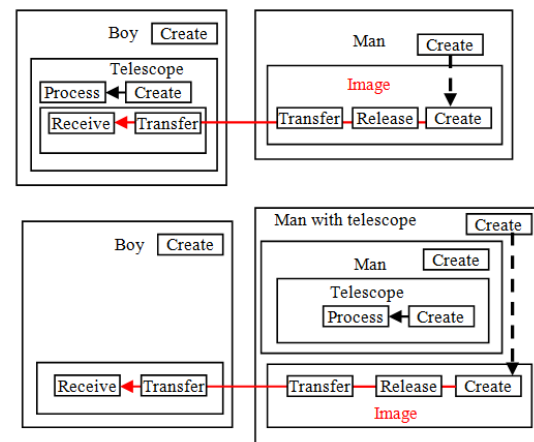 Boy Create
Telescope
Process Create
Receive Transfer
Man Create
Image
Transfer Release Create
Boy Create
Receive Transfer
Man with telescope Create
Man Create
Telescope
Process Create
Transfer Release Create
Image